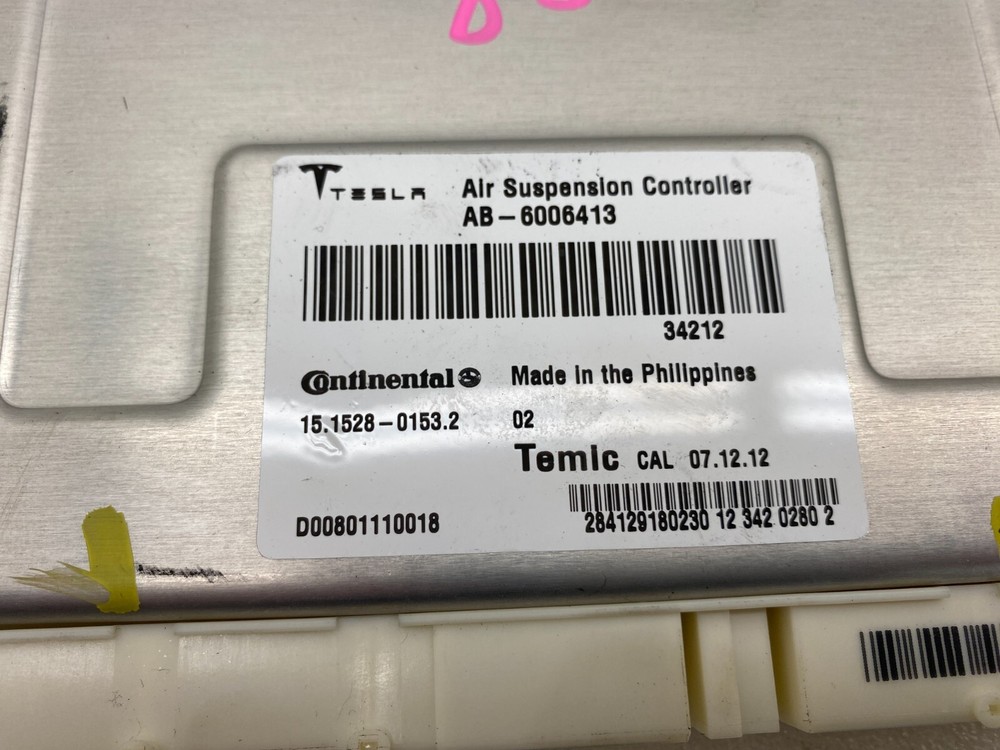 TESLA Air Suspension Controller
AB-6006413
34212
Continental Made in the Philippines
15.1528-0153.2 02
Temic CAL 07.12.12
D00801110018 284129180230 12 342 0280 2